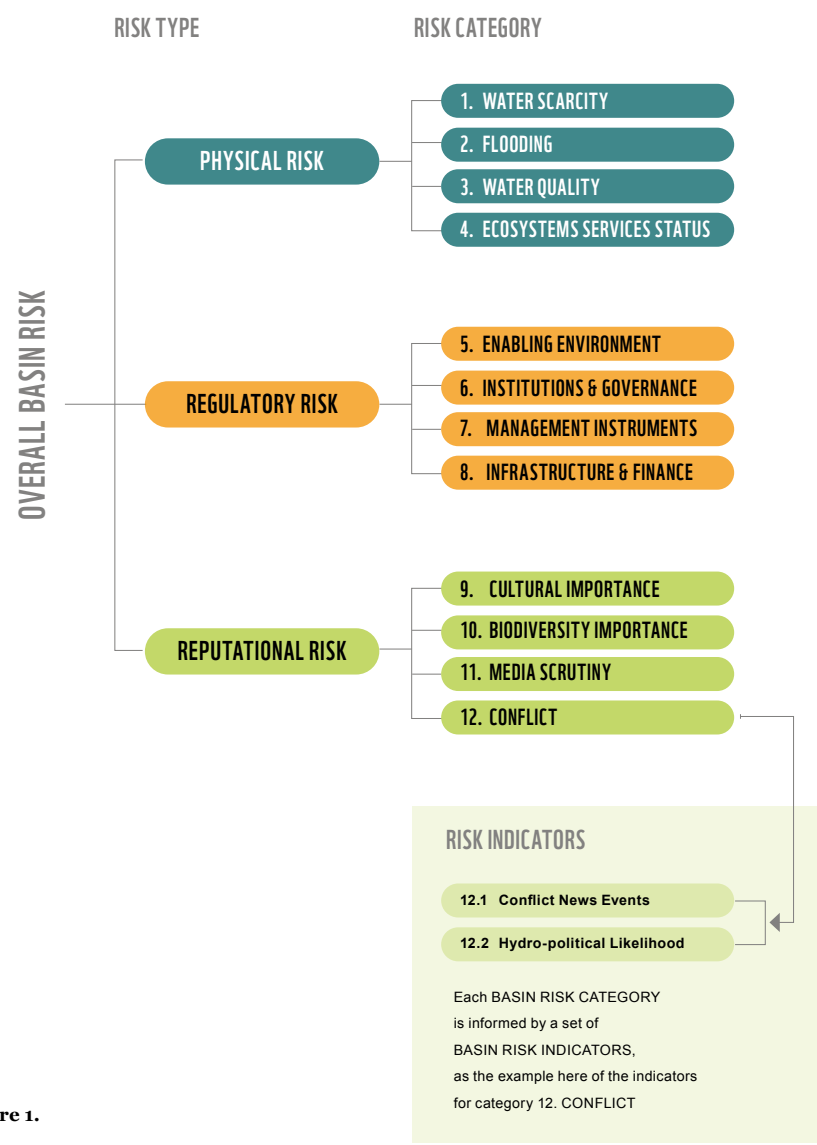 RISK TYPE
RISK CATEGORY
OVERALL BASIN RISK
PHYSICAL RISK
1. WATER SCARCITY
2. FLOODING
3. WATER QUALITY
4. ECOSYSTEMS SERVICES STATUS
REGULATORY RISK
5. ENABLING ENVIRONMENT
6. INSTITUTIONS & GOVERNANCE
7. MANAGEMENT INSTRUMENTS
8. INFRASTRUCTURE & FINANCE
REPUTATIONAL RISK
9. CULTURAL IMPORTANCE
10. BIODIVERSITY IMPORTANCE
11. MEDIA SCRUTINY
12. CONFLICT
RISK INDICATORS
12.1 Conflict News Events
12.2 Hydro-political Likelihood
Each BASIN RISK CATEGORY
is informed by a set of
BASIN RISK INDICATORS,
as the example here of the indicators
for category 12. CONFLICT
re 1.